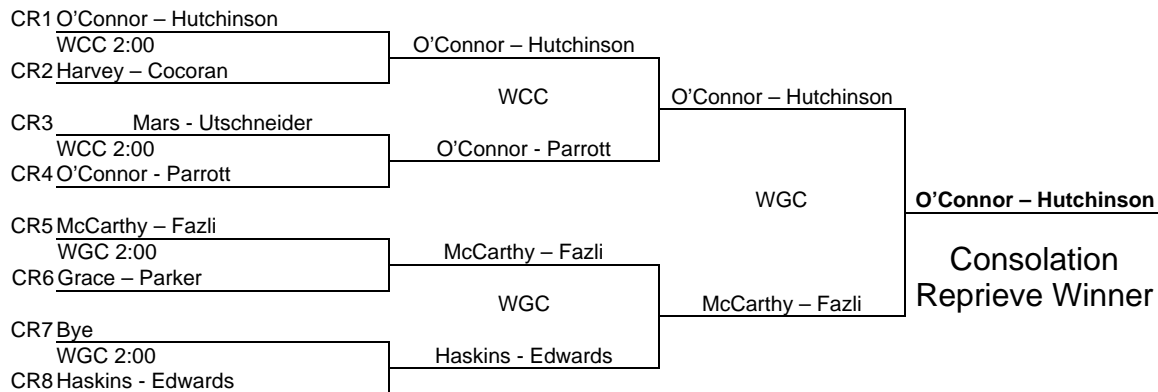 CR1 O'Connor – Hutchinson
WCC 2:00
O'Connor – Hutchinson
CR2 Harvey – Cocoran
WCC
O'Connor – Hutchinson
CR3 Mars - Utschneider
WCC 2:00
O'Connor - Parrott
CR4 O'Connor - Parrott
WGC
O'Connor – Hutchinson
CR5 McCarthy – Fazli
WGC 2:00
McCarthy – Fazli
CR6 Grace – Parker
Consolation
Reprieve Winner
WGC
McCarthy – Fazli
CR7 Bye
WGC 2:00
Haskins - Edwards
CR8 Haskins - Edwards